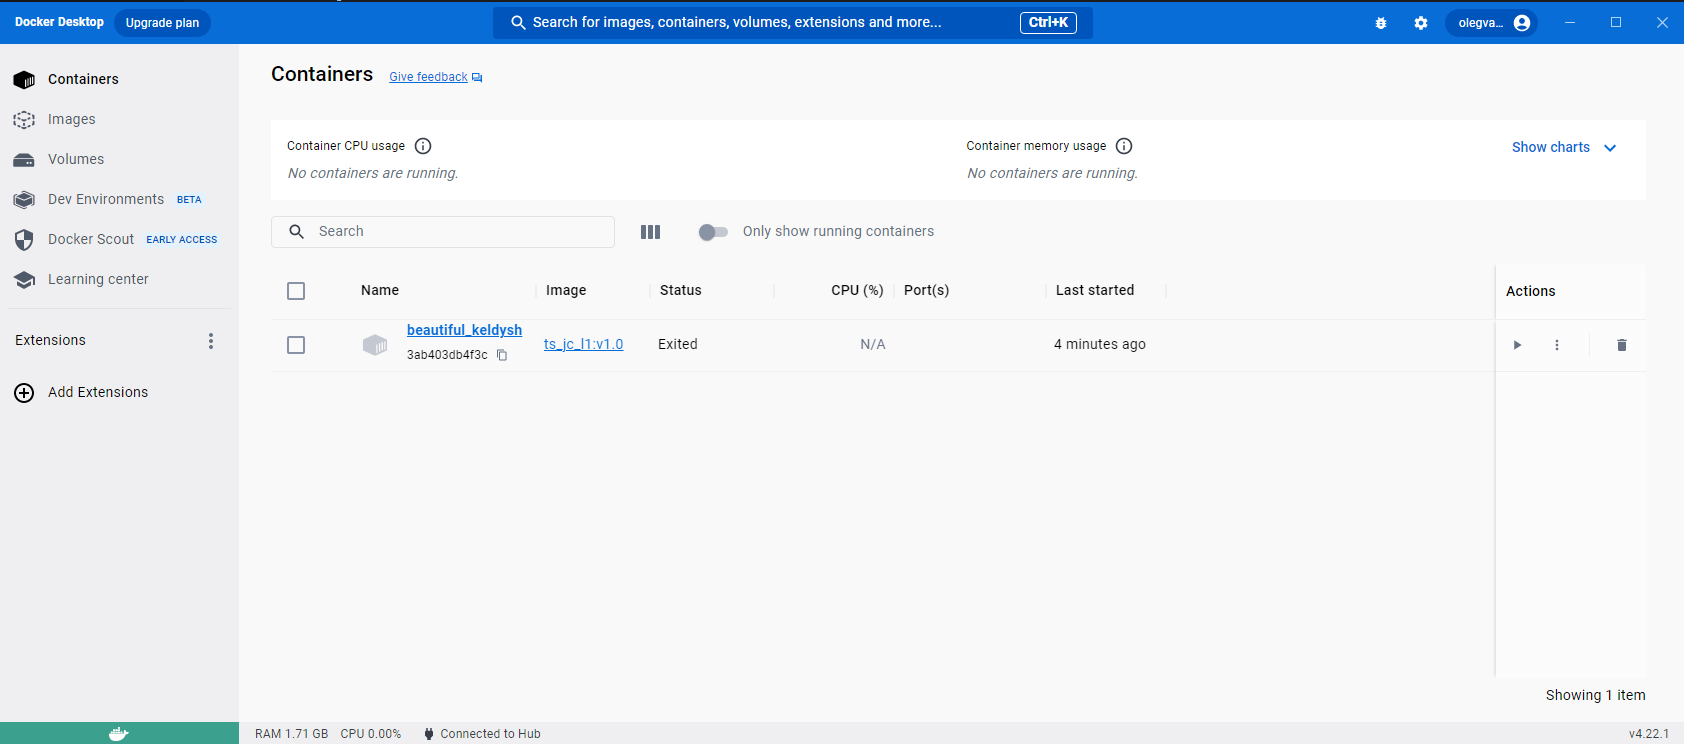 Docker Desktop Upgrade plan Search for images, containers, volumes, extensions and more... Ctrl+K olegva...
Containers
Images
Volumes
Dev Environments BETA
Docker Scout EARLY ACCESS
Learning center
Extensions
Add Extensions
Containers Give feedback
Container CPU usage
No containers are running.
Container memory usage
No containers are running.
Show charts
Search
Only show running containers
Name Image Status CPU (%) Port(s) Last started Actions
beautiful_keldysh
3ab403db4f3c
ts_jc_l1:v1.0 Exited N/A 4 minutes ago
Showing 1 item
RAM 1.71 GB CPU 0.00% Connected to Hub v4.22.1